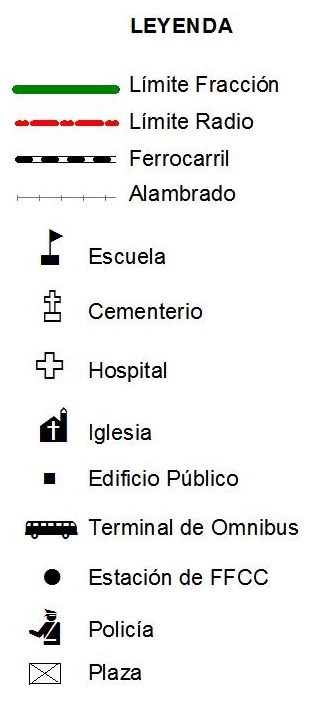 LEYENDA
Límite Fracción
Límite Radio
Ferrocarril
Alambrado
Escuela
Cementerio
Hospital
Iglesia
Edificio Público
Terminal de Omnibus
Estación de FFCC
Policía
Plaza